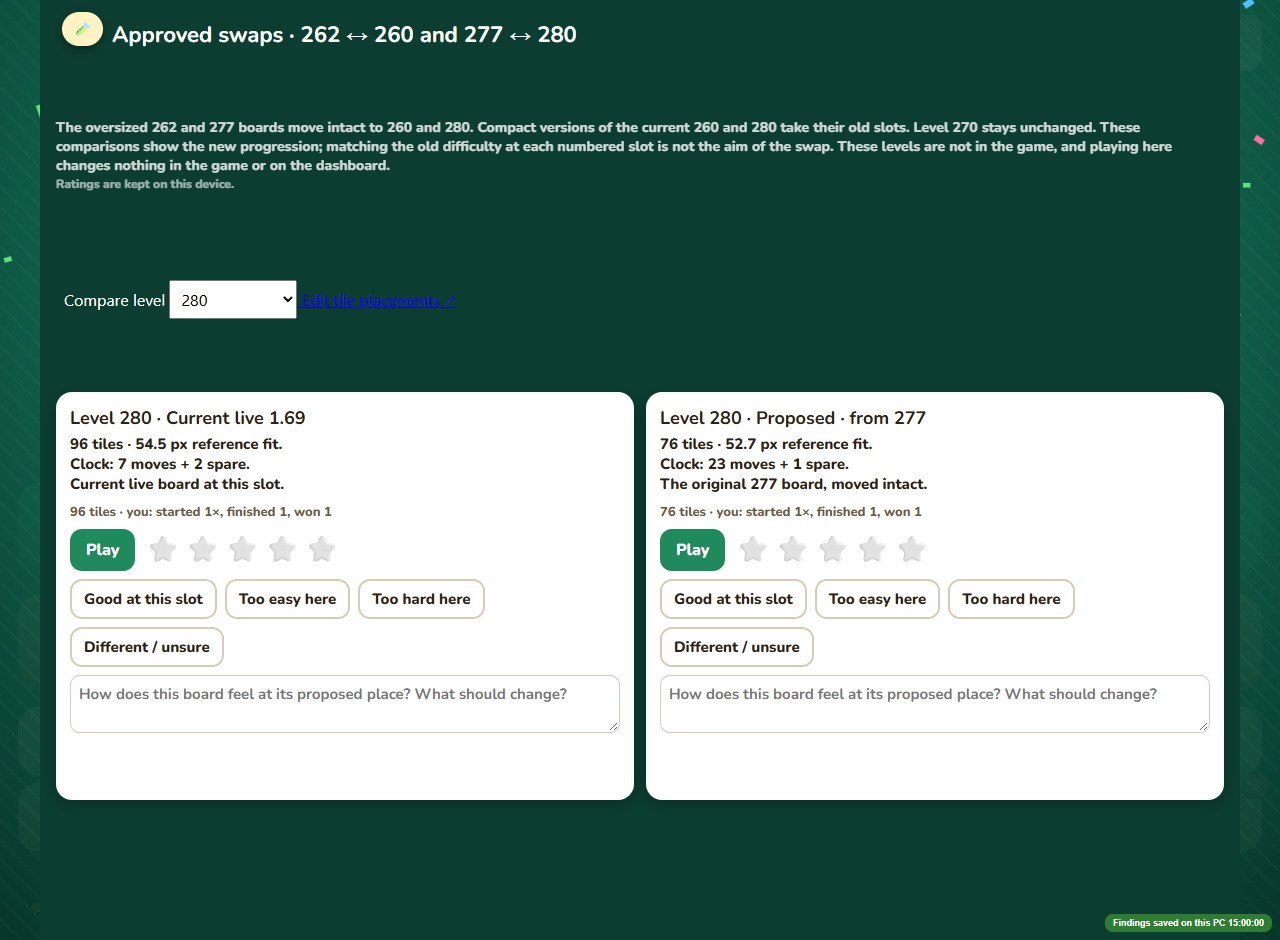 Approved swaps · 262 ↔ 260 and 277 ↔ 280
The oversized 262 and 277 boards move intact to 260 and 280. Compact versions of the current 260 and 280 take their old slots. Level 270 stays unchanged. These
comparisons show the new progression; matching the old difficulty at each numbered slot is not the aim of the swap. These levels are not in the game, and playing here
changes nothing in the game or on the dashboard.
Ratings are kept on this device.
Compare level 280 Edit tile placements ↗
Level 280 · Current live 1.69
96 tiles · 54.5 px reference fit.
Clock: 7 moves + 2 spare.
Current live board at this slot.
96 tiles · you: started 1×, finished 1, won 1
Play
Good at this slot Too easy here Too hard here
Different / unsure
How does this board feel at its proposed place? What should change?
Level 280 · Proposed · from 277
76 tiles · 52.7 px reference fit.
Clock: 23 moves + 1 spare.
The original 277 board, moved intact.
76 tiles · you: started 1×, finished 1, won 1
Play
Good at this slot Too easy here Too hard here
Different / unsure
How does this board feel at its proposed place? What should change?
Findings saved on this PC 15:00:00